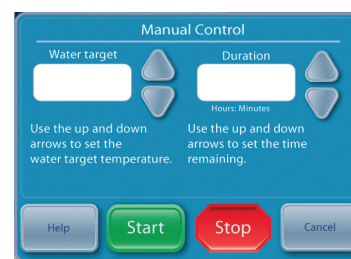 Manual Control
Water target
Duration
Hours: Minutes
Use the up and down
arrows to set the
water target temperature.
Use the up and down
arrows to set the time
remaining.
Help
Start
Stop
Cancel